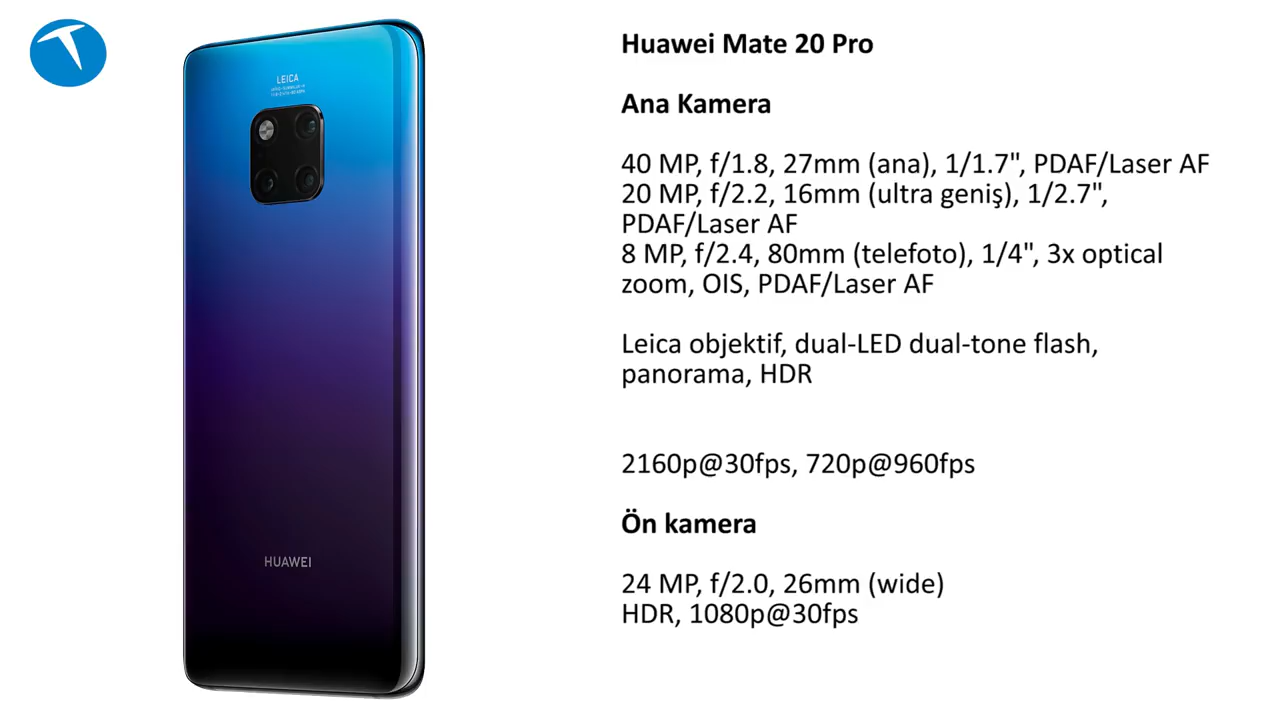 Huawei Mate 20 Pro
Ana Kamera
40 MP, f/1.8, 27mm (ana), 1/1.7", PDAF/Laser AF
20 MP, f/2.2, 16mm (ultra geniş), 1/2.7",
PDAF/Laser AF
8 MP, f/2.4, 80mm (telefoto), 1/4", 3x optical
zoom, OIS, PDAF/Laser AF
Leica objektif, dual-LED dual-tone flash,
panorama, HDR
2160p@30fps, 720p@960fps
Ön kamera
24 MP, f/2.0, 26mm (wide)
HDR, 1080p@30fps
LEICA
HUAWEI